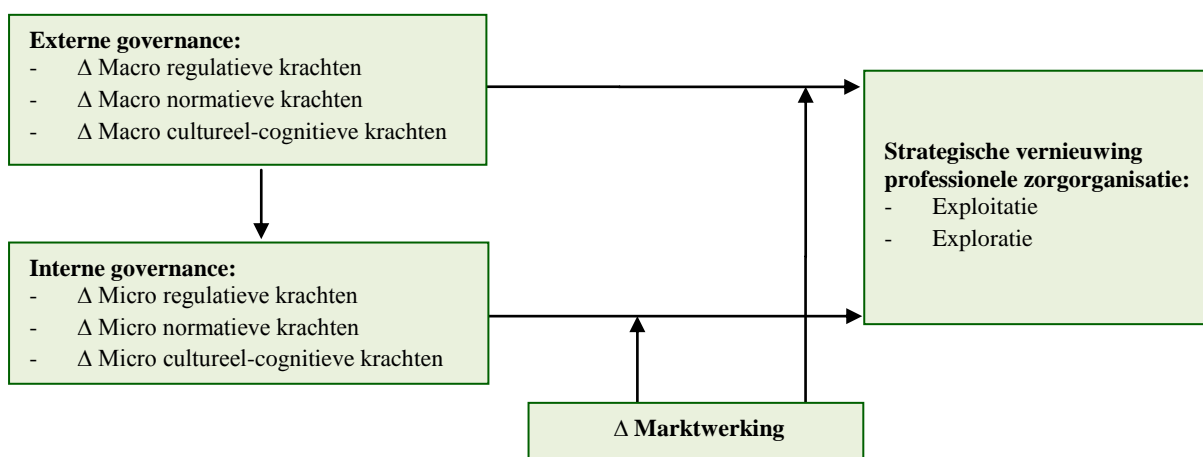 Externe governance:
- Δ Macro regulatieve krachten
- Δ Macro normatieve krachten
- Δ Macro cultureel-cognitieve krachten
Interne governance:
- Δ Micro regulatieve krachten
- Δ Micro normatieve krachten
- Δ Micro cultureel-cognitieve krachten
Strategische vernieuwing
professionele zorgorganisatie:
- Exploitatie
- Exploratie
Δ Marktwerking